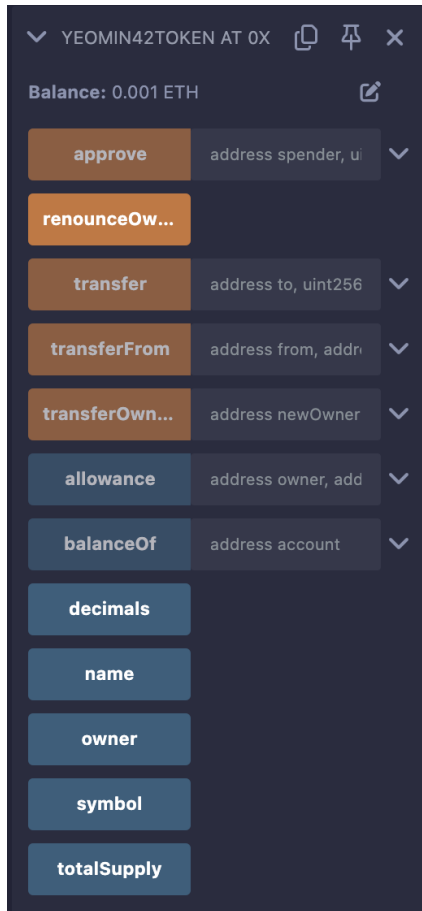 YEOMIN42TOKEN AT 0X
Balance: 0.001 ETH
approve address spender, ui
renounceOw...
transfer address to, uint256
transferFrom address from, addr
transferOwn... address newOwner
allowance address owner, add
balanceOf address account
decimals
name
owner
symbol
totalSupply